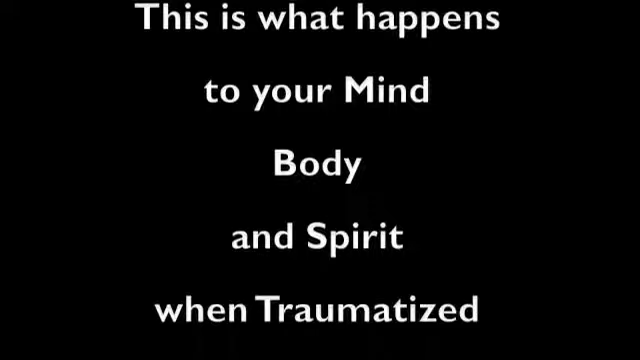 This is what happens
to your Mind
Body
and Spirit
when Traumatized